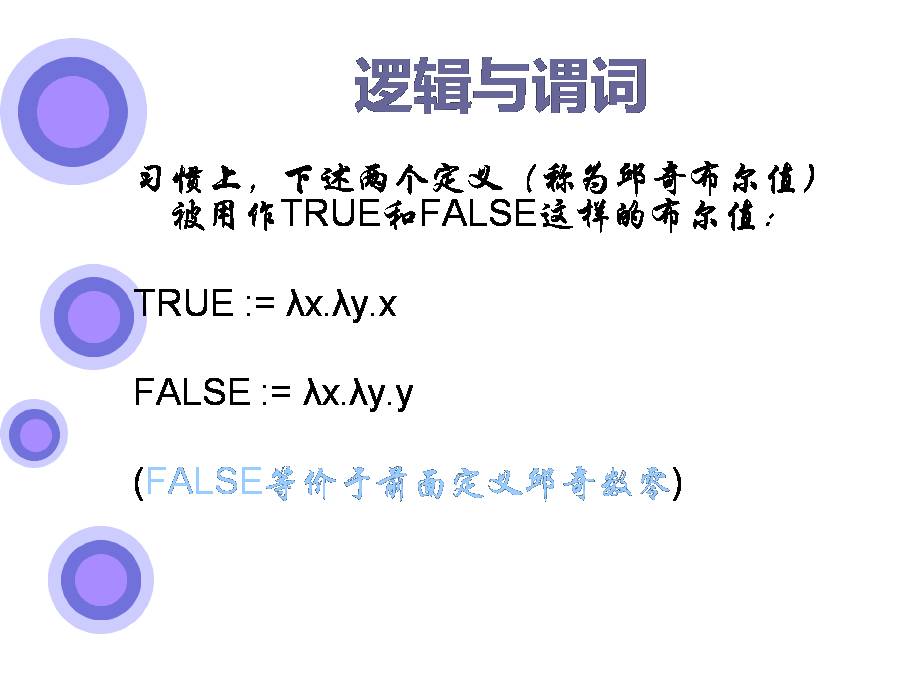 逻辑与谓词
习惯上，下述两个定义（称为邱奇布尔值）
被用作TRUE和FALSE这样的布尔值：
TRUE := λx.λy.x
FALSE := λx.λy.y
(FALSE等价于前面定义邱奇数零)